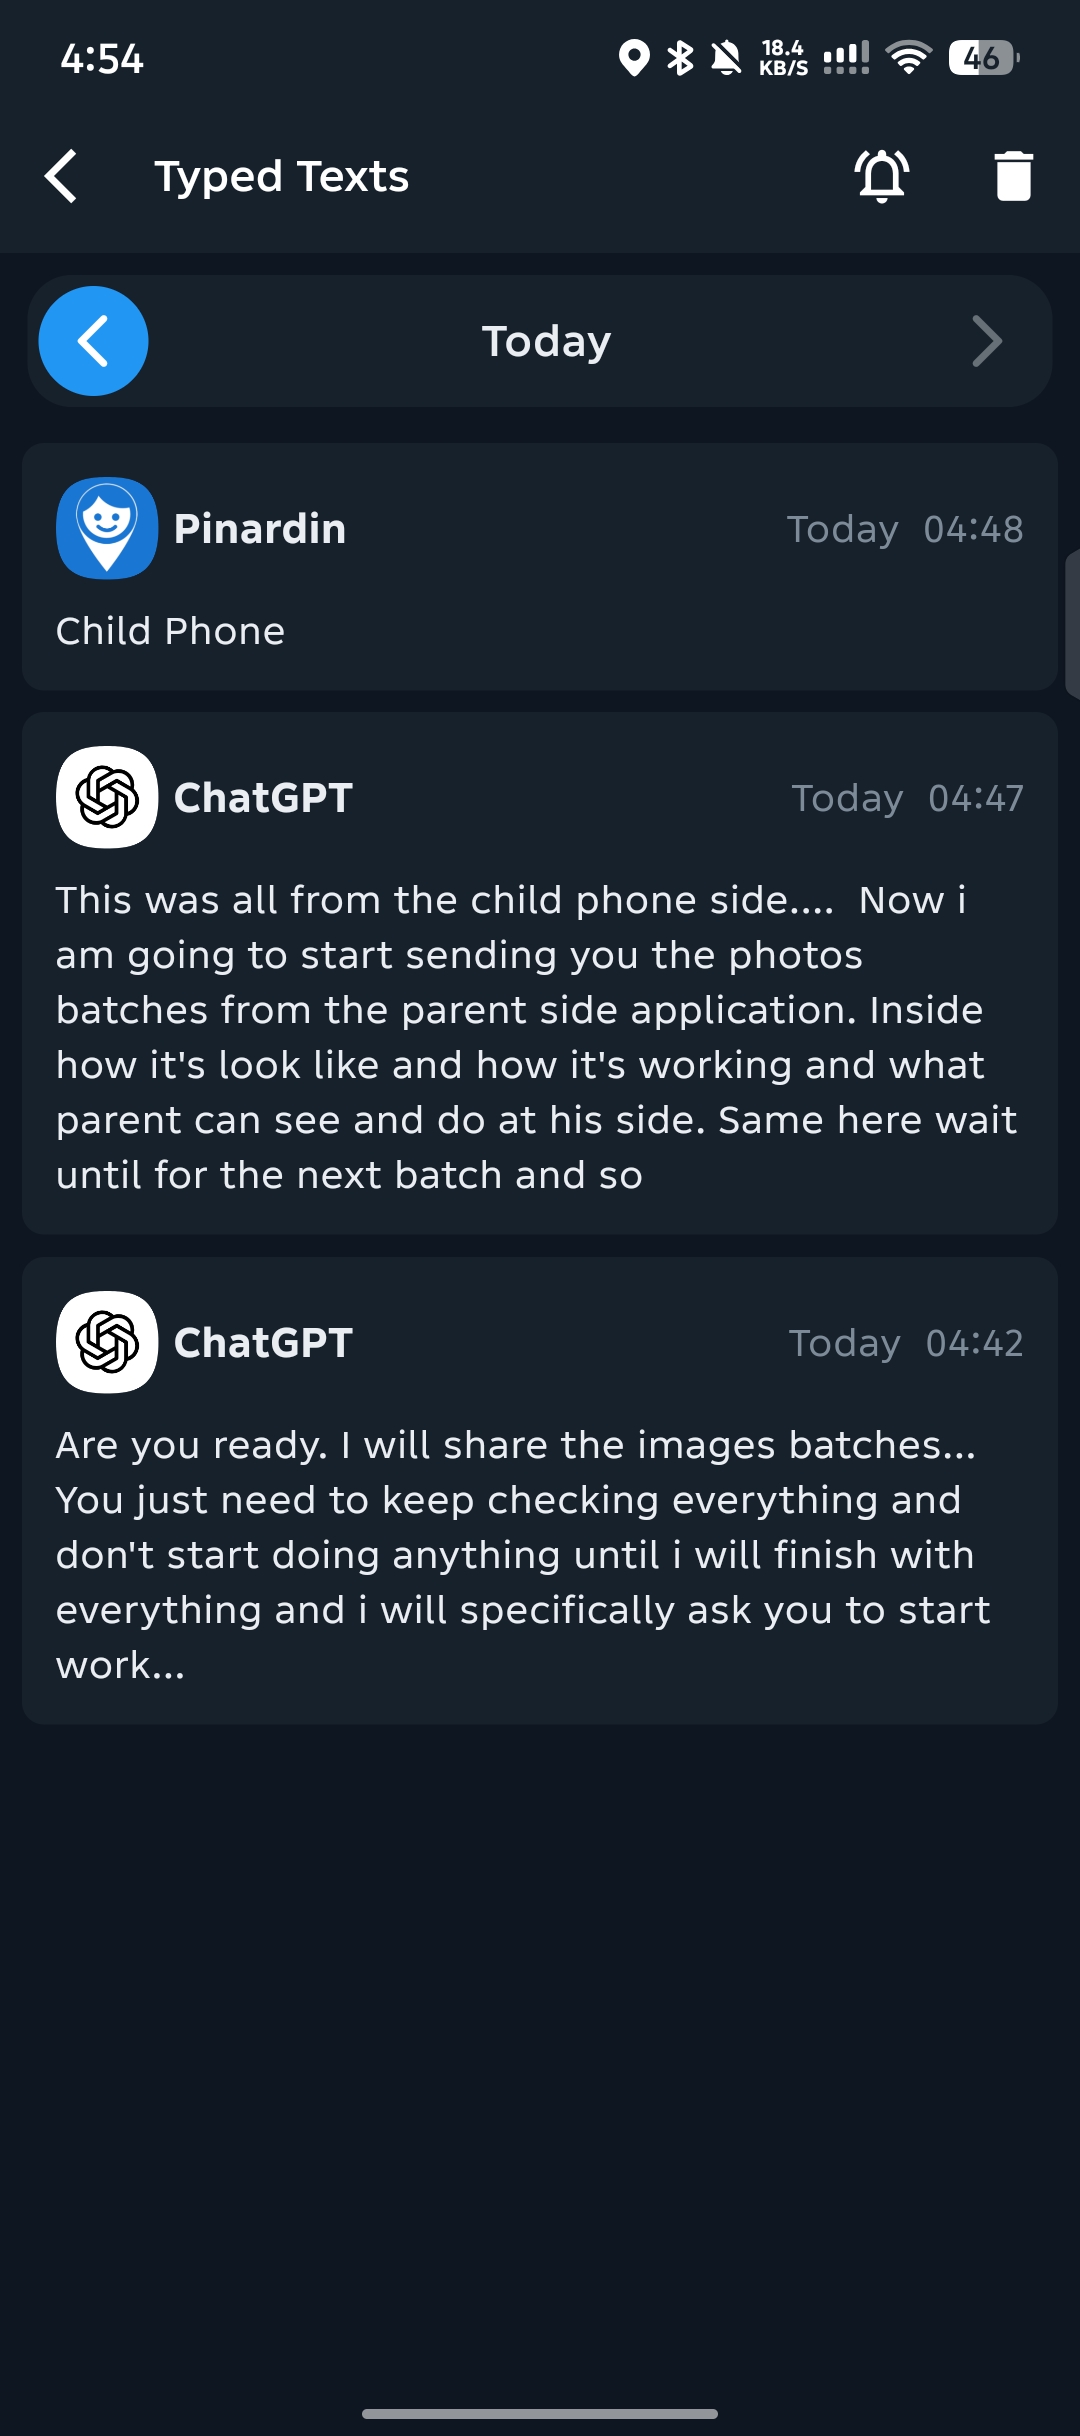 4:54
18.4
KB/S
46
Typed Texts
Today
Pinardin
Today 04:48
Child Phone
ChatGPT
Today 04:47
This was all from the child phone side....  Now i
am going to start sending you the photos
batches from the parent side application. Inside
how it's look like and how it's working and what
parent can see and do at his side. Same here wait
until for the next batch and so
ChatGPT
Today 04:42
Are you ready. I will share the images batches...
You just need to keep checking everything and
don't start doing anything until i will finish with
everything and i will specifically ask you to start
work...